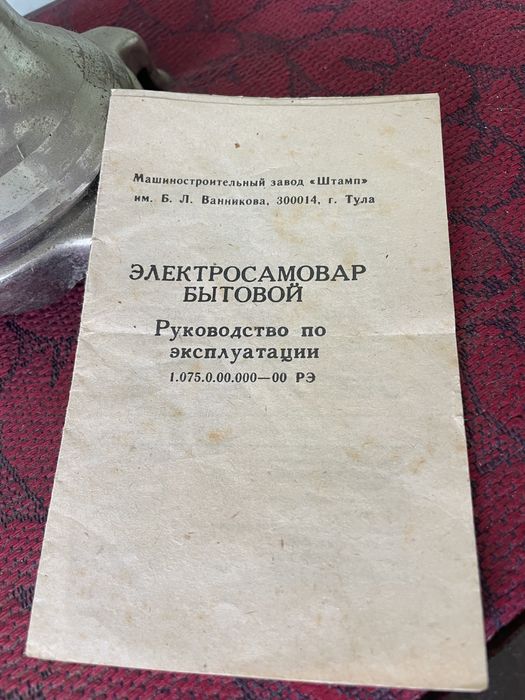 Машиностроительный завод «Штамп»
им. Б. Л. Ванникова, 300014, г. Тула
ЭЛЕКТРОСАМОВАР
БЫТОВОЙ
Руководство по
эксплуатации
1.075.0.00.000—00 РЭ